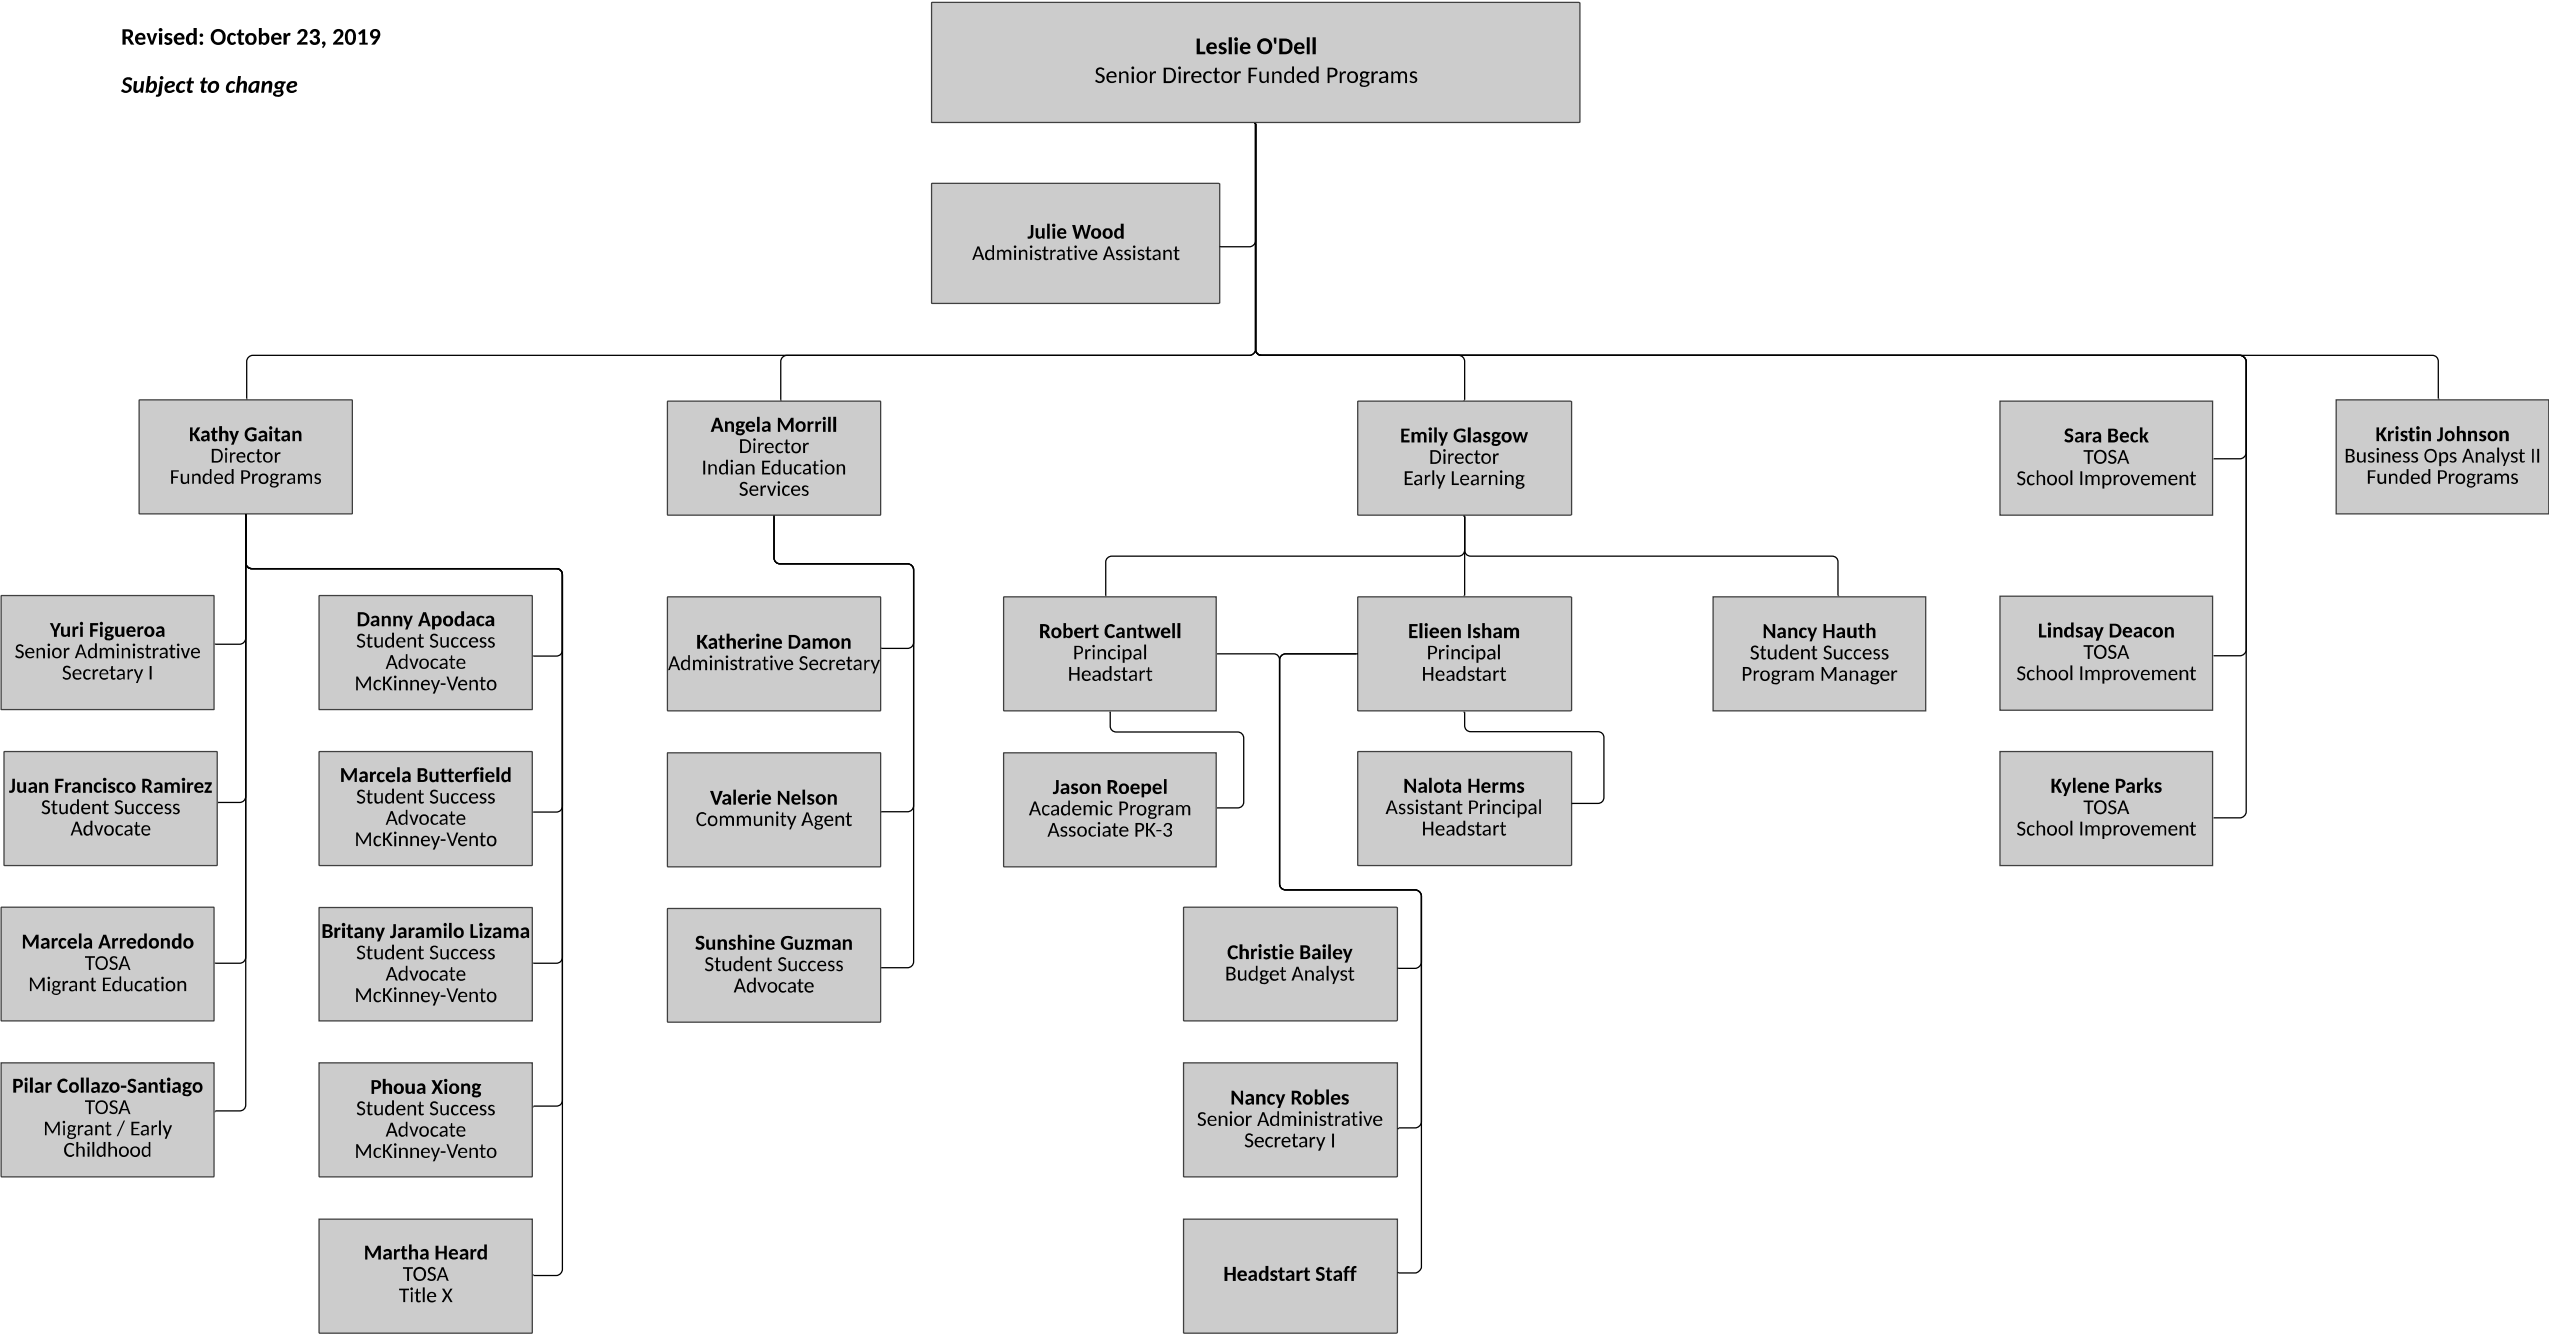 Revised: October 23, 2019
Subject to change
Leslie O'Dell
Senior Director Funded Programs
Julie Wood
Administrative Assistant
Kathy Gaitan
Director
Funded Programs
Angela Morrill
Director
Indian Education
Services
Emily Glasgow
Director
Early Learning
Sara Beck
TOSA
School Improvement
Kristin Johnson
Business Ops Analyst II
Funded Programs
Yuri Figueroa
Senior Administrative
Secretary I
Danny Apodaca
Student Success
Advocate
McKinney-Vento
Katherine Damon
Administrative Secretary
Robert Cantwell
Principal
Headstart
Elieen Isham
Principal
Headstart
Nancy Hauth
Student Success
Program Manager
Lindsay Deacon
TOSA
School Improvement
Juan Francisco Ramirez
Student Success
Advocate
Marcela Butterfield
Student Success
Advocate
McKinney-Vento
Valerie Nelson
Community Agent
Jason Roepel
Academic Program
Associate PK-3
Nalota Herms
Assistant Principal
Headstart
Kylene Parks
TOSA
School Improvement
Marcela Arredondo
TOSA
Migrant Education
Britany Jaramilo Lizama
Student Success
Advocate
McKinney-Vento
Sunshine Guzman
Student Success
Advocate
Christie Bailey
Budget Analyst
Pilar Collazo-Santiago
TOSA
Migrant / Early
Childhood
Phoua Xiong
Student Success
Advocate
McKinney-Vento
Nancy Robles
Senior Administrative
Secretary I
Martha Heard
TOSA
Title X
Headstart Staff